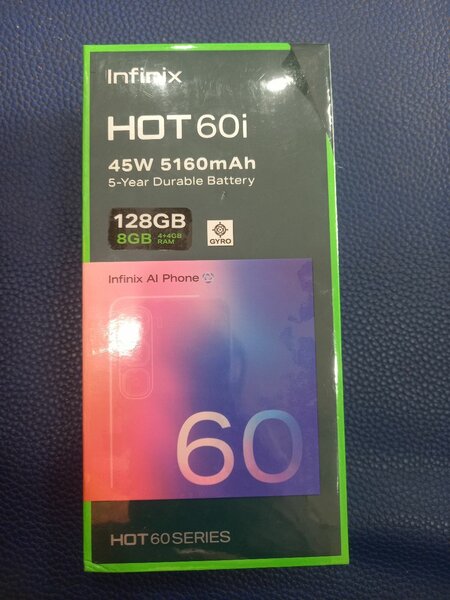 Infinix
HOT 60i
45W 5160mAh
5-Year Durable Battery
128GB
8GB 4+4GB RAM
GYRO
Infinix AI Phone
60
HOT 60 SERIES